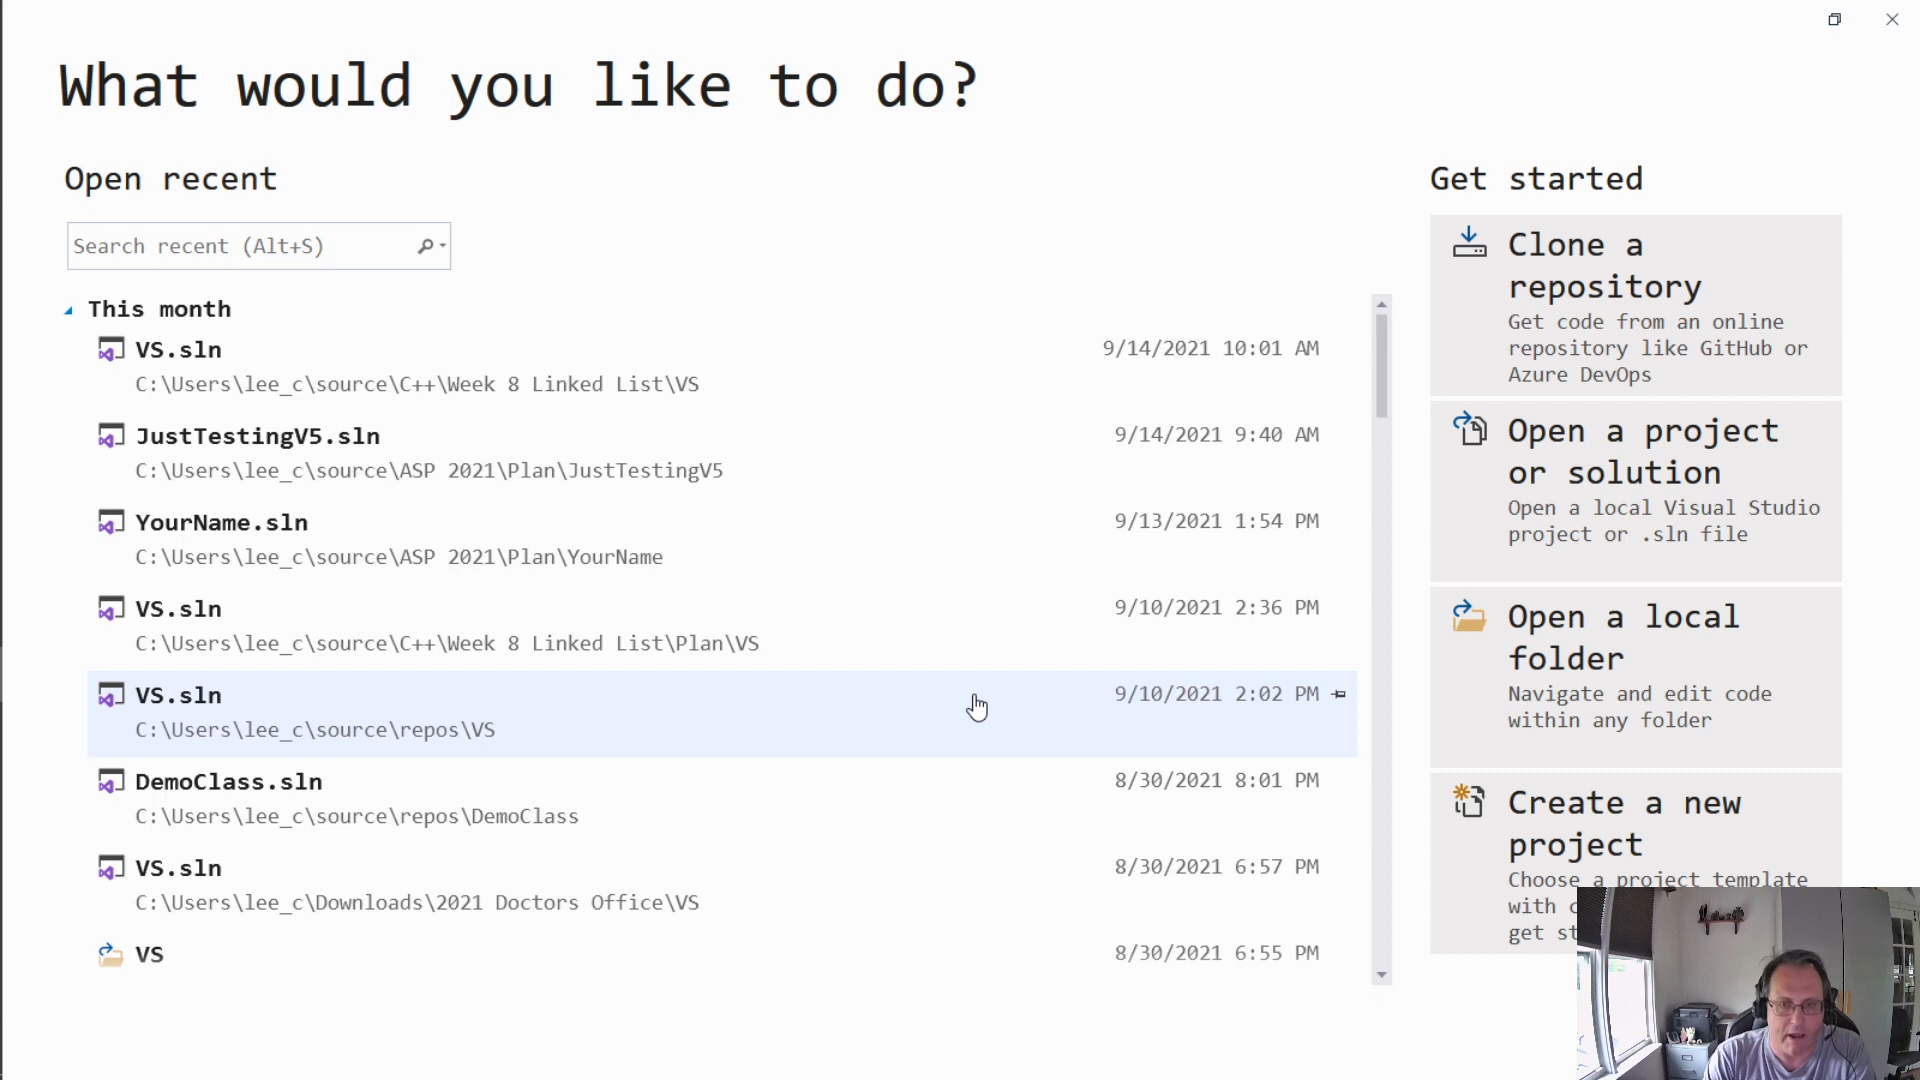 What would you like to do?
Open recent
Search recent (Alt+S)
This month
VS.sln
9/14/2021 10:01 AM
C:\Users\lee_c\source\C++\Week 8 Linked List\VS
JustTestingV5.sln
9/14/2021 9:40 AM
C:\Users\lee_c\source\ASP 2021\Plan\JustTestingV5
YourName.sln
9/13/2021 1:54 PM
C:\Users\lee_c\source\ASP 2021\Plan\YourName
VS.sln
9/10/2021 2:36 PM
C:\Users\lee_c\source\C++\Week 8 Linked List\Plan\VS
VS.sln
9/10/2021 2:02 PM
C:\Users\lee_c\source\repos\VS
DemoClass.sln
8/30/2021 8:01 PM
C:\Users\lee_c\source\repos\DemoClass
VS.sln
8/30/2021 6:57 PM
C:\Users\lee_c\Downloads\2021 Doctors Office\VS
VS
8/30/2021 6:55 PM
Get started
Clone a
repository
Get code from an online
repository like GitHub or
Azure DevOps
Open a project
or solution
Open a local Visual Studio
project or .sln file
Open a local
folder
Navigate and edit code
within any folder
Create a new
project
Choose a project template
with
get